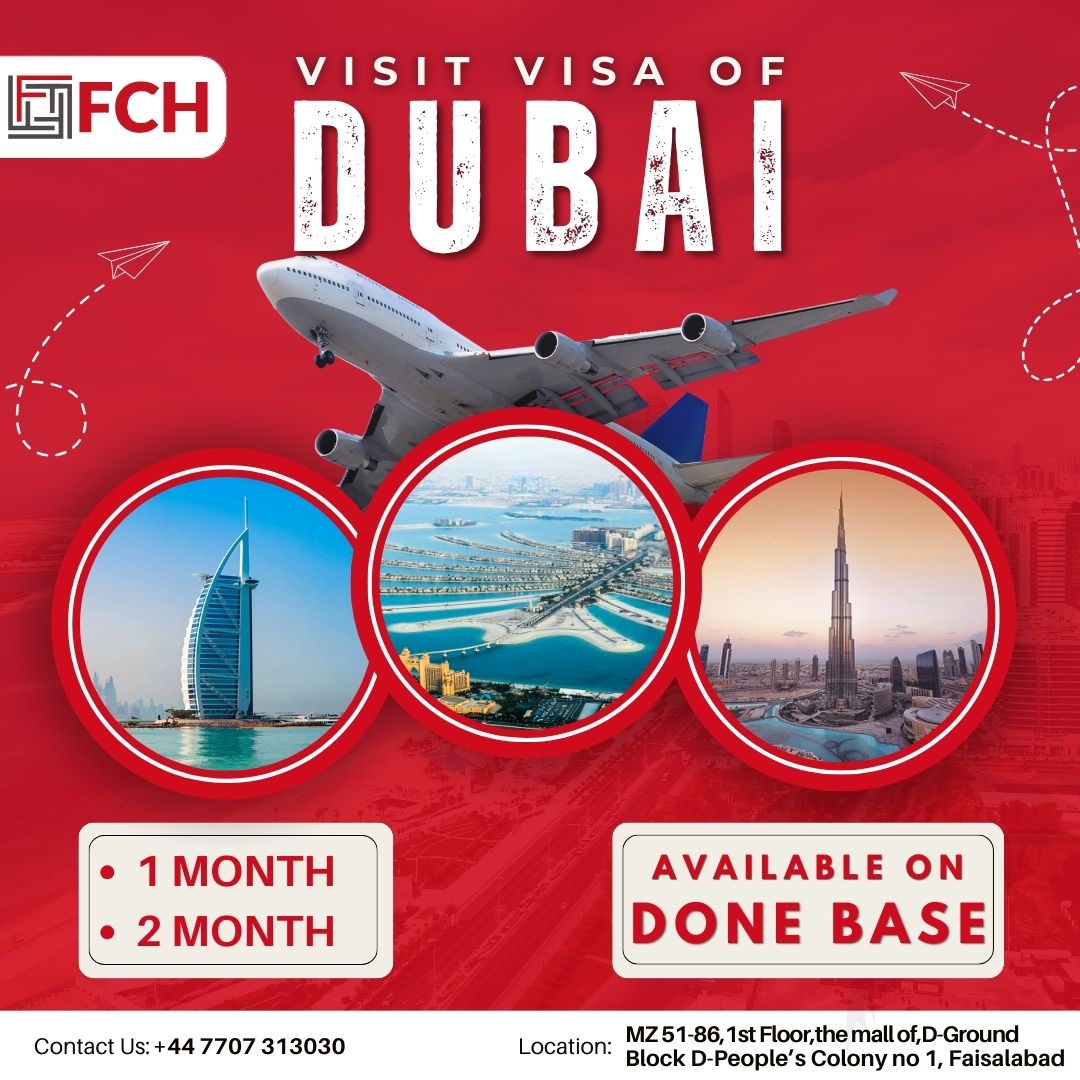 FCH
VISIT VISA OF
DUBAI
• 1 MONTH
• 2 MONTH
AVAILABLE ON
DONE BASE
Contact Us: +44 7707 313030
Location:
MZ 51-86,1st Floor,the mall of,D-Ground
Block D-People’s Colony no 1, Faisalabad